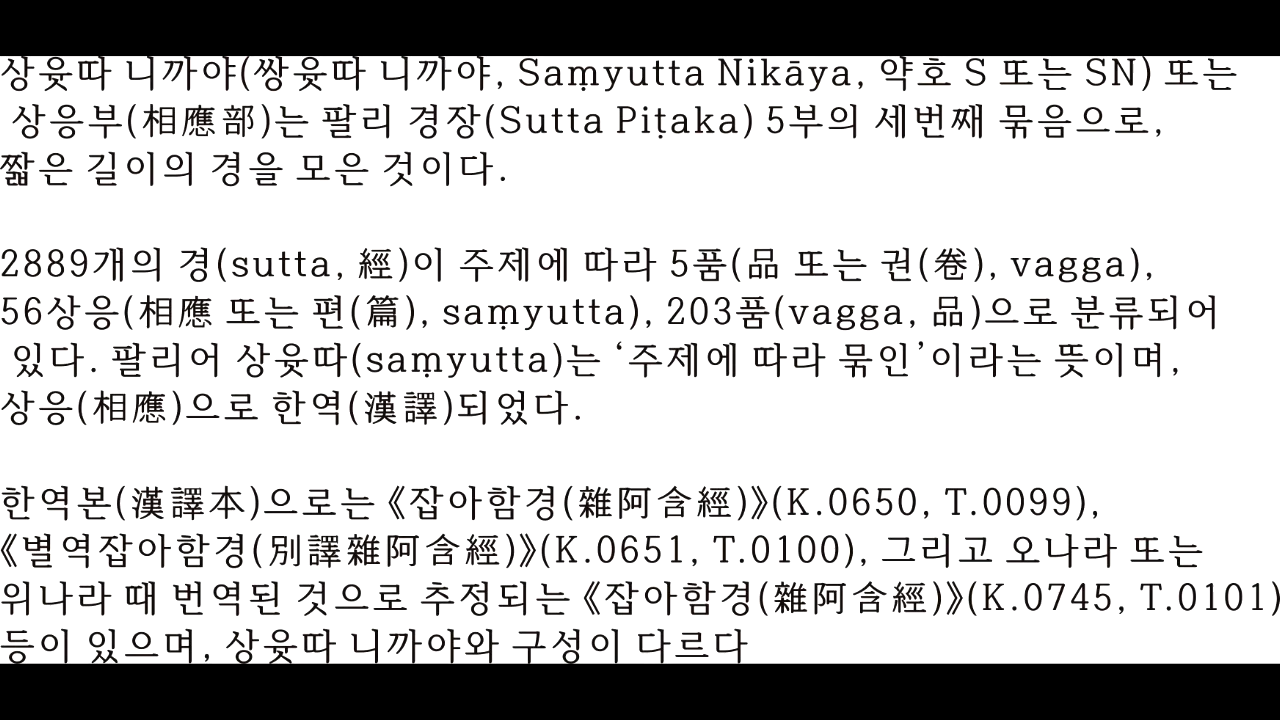 상윳따 니까야(쌍윳따 니까야, Saṃyutta Nikāya, 약호 S 또는 SN) 또는
상응부(相應部)는 팔리 경장(Sutta Piṭaka) 5부의 세번째 묶음으로,
짧은 길이의 경을 모은 것이다.
2889개의 경(sutta, 經)이 주제에 따라 5품(品 또는 권(卷), vagga),
56상응(相應 또는 편(篇), saṃyutta), 203품(vagga, 品)으로 분류되어
있다. 팔리어 상윳따(saṃyutta)는 ‘주제에 따라 묶인’이라는 뜻이며,
상응(相應)으로 한역(漢譯)되었다.
한역본(漢譯本)으로는 《잡아함경(雜阿含經)》(K.0650, T.0099),
《별역잡아함경(別譯雜阿含經)》(K.0651, T.0100), 그리고 오나라 또는
위나라 때 번역된 것으로 추정되는 《잡아함경(雜阿含經)》(K.0745, T.0101)
등이 있으며, 상윳따 니까야와 구성이 다르다